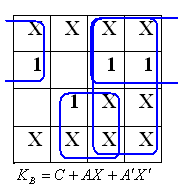 X X X X
1 1 1
1 X X
X X X X
K_B = C + AX + A'X'